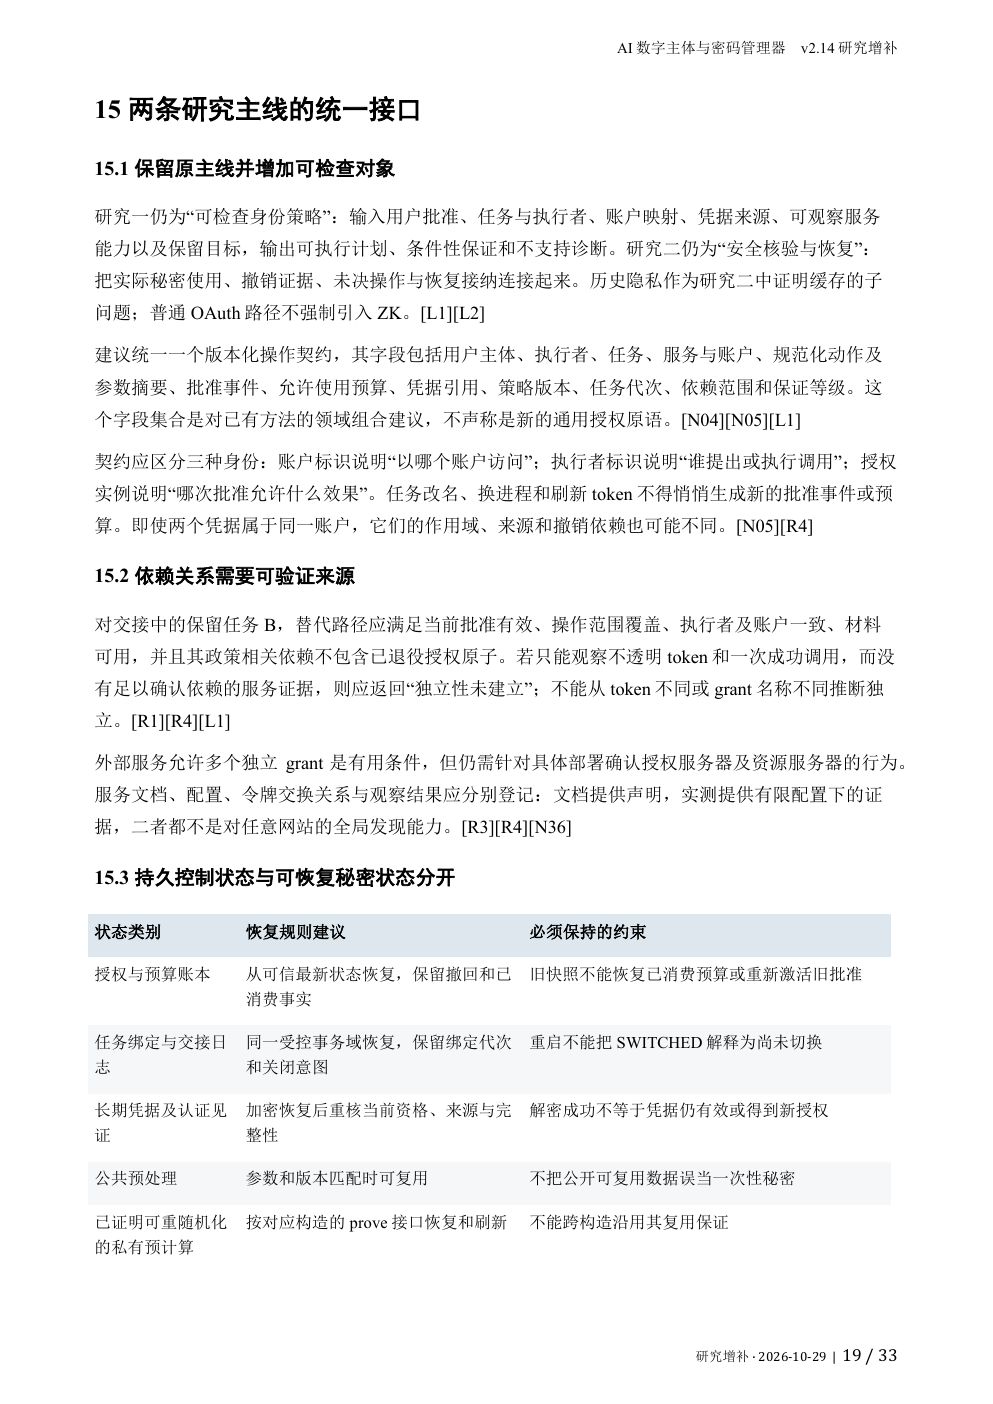 AI 数字主体与密码管理器 v2.14 研究增补
15 两条研究主线的统一接口
15.1 保留原主线并增加可检查对象
研究一仍为“可检查身份策略”：输入用户批准、任务与执行者、账户映射、凭据来源、可观察服务
能力以及保留目标，输出可执行计划、条件性保证和不支持诊断。研究二仍为“安全核验与恢复”：
把实际秘密使用、撤销证据、未决操作与恢复接纳连接起来。历史隐私作为研究二中证明缓存的子
问题；普通 OAuth 路径不强制引入 ZK。[L1][L2]
建议统一一个版本化操作契约，其字段包括用户主体、执行者、任务、服务与账户、规范化动作及
参数摘要、批准事件、允许使用预算、凭据引用、策略版本、任务代次、依赖范围和保证等级。这
个字段集合是对已有方法的领域组合建议，不声称是新的通用授权原语。[N04][N05][L1]
契约应区分三种身份：账户标识说明“以哪个账户访问”；执行者标识说明“谁提出或执行调用”；授权
实例说明“哪次批准允许什么效果”。任务改名、换进程和刷新 token 不得悄悄生成新的批准事件或预
算。即使两个凭据属于同一账户，它们的作用域、来源和撤销依赖也可能不同。[N05][R4]
15.2 依赖关系需要可验证来源
对交接中的保留任务 B，替代路径应满足当前批准有效、操作范围覆盖、执行者及账户一致、材料
可用，并且其政策相关依赖不包含已退役授权原子。若只能观察不透明 token 和一次成功调用，而没
有足以确认依赖的服务证据，则应返回“独立性未建立”；不能从 token 不同或 grant 名称不同推断独
立。[R1][R4][L1]
外部服务允许多个独立 grant 是有用条件，但仍需针对具体部署确认授权服务器及资源服务器的行为。
服务文档、配置、令牌交换关系与观察结果应分别登记：文档提供声明，实测提供有限配置下的证
据，二者都不是对任意网站的全局发现能力。[R3][R4][N36]
15.3 持久控制状态与可恢复秘密状态分开
状态类别 恢复规则建议 必须保持的约束
授权与预算账本 从可信最新状态恢复，保留撤回和已 旧快照不能恢复已消费预算或重新激活旧批准
消费事实
任务绑定与交接日 同一受控事务域恢复，保留绑定代次 重启不能把 SWITCHED 解释为尚未切换
志 和关闭意图
长期凭据及认证见 加密恢复后重核当前资格、来源与完 解密成功不等于凭据仍有效或得到新授权
证 整性
公共预处理 参数和版本匹配时可复用 不把公开可复用数据误当一次性秘密
已证明可重随机化 按对应构造的 prove 接口恢复和刷新 不能跨构造沿用其复用保证
的私有预计算
研究增补 · 2026-10-29 | 19 / 33